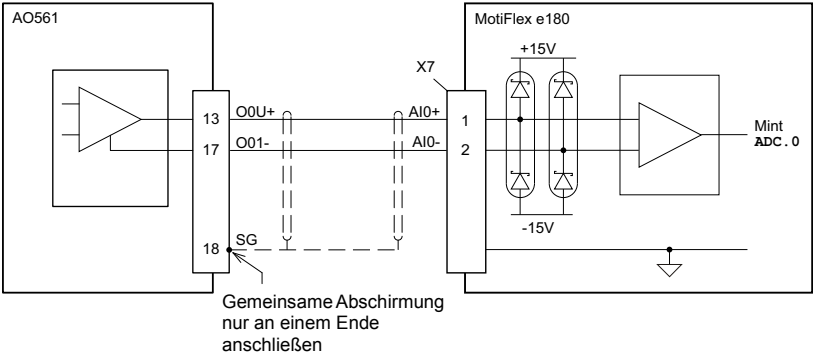 AO561
MotiFlex e180
+15V
X7
13 O0U+ AI0+ 1
17 O01- AI0- 2
Mint
ADC.0
-15V
18 SG
Gemeinsame Abschirmung
nur an einem Ende
anschließen